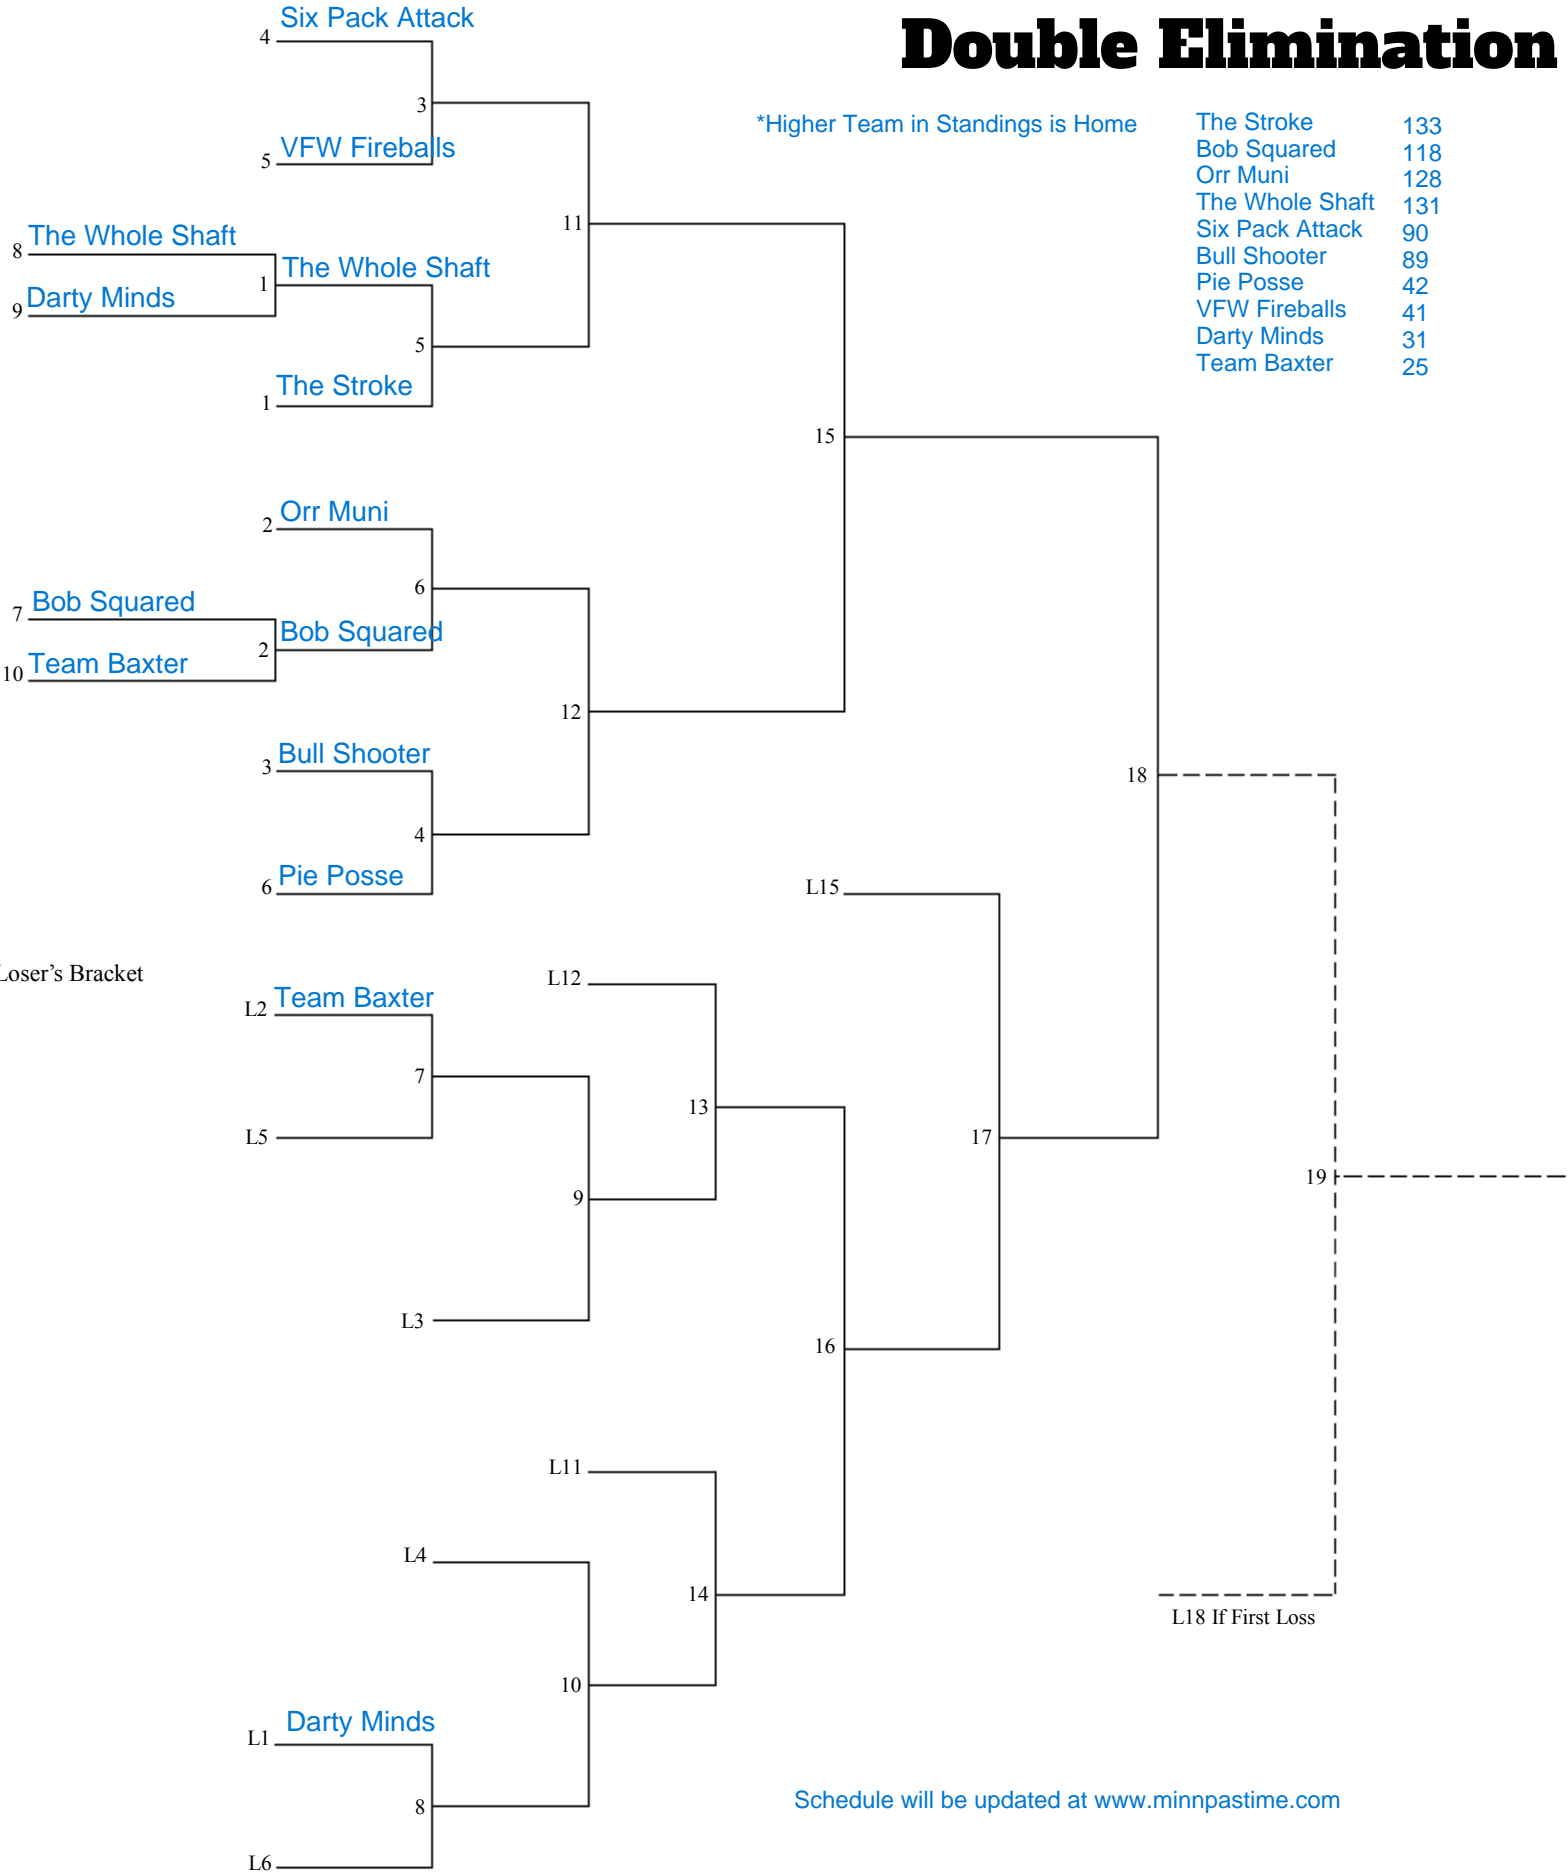 Double Elimination
*Higher Team in Standings is Home
The Stroke 133
Bob Squared 118
Orr Muni 128
The Whole Shaft 131
Six Pack Attack 90
Bull Shooter 89
Pie Posse 42
VFW Fireballs 41
Darty Minds 31
Team Baxter 25
4 Six Pack Attack
3
5 VFW Fireballs
11
8 The Whole Shaft
1 The Whole Shaft
9 Darty Minds
5
1 The Stroke
15
2 Orr Muni
6
7 Bob Squared
2 Bob Squared
10 Team Baxter
12
3 Bull Shooter
18
4
6 Pie Posse
L15
Loser's Bracket
L12
L2 Team Baxter
7
13
L5
17
19
9
L3
16
L11
L4
14
L18 If First Loss
10
L1 Darty Minds
8
L6
Schedule will be updated at www.minnpastime.com